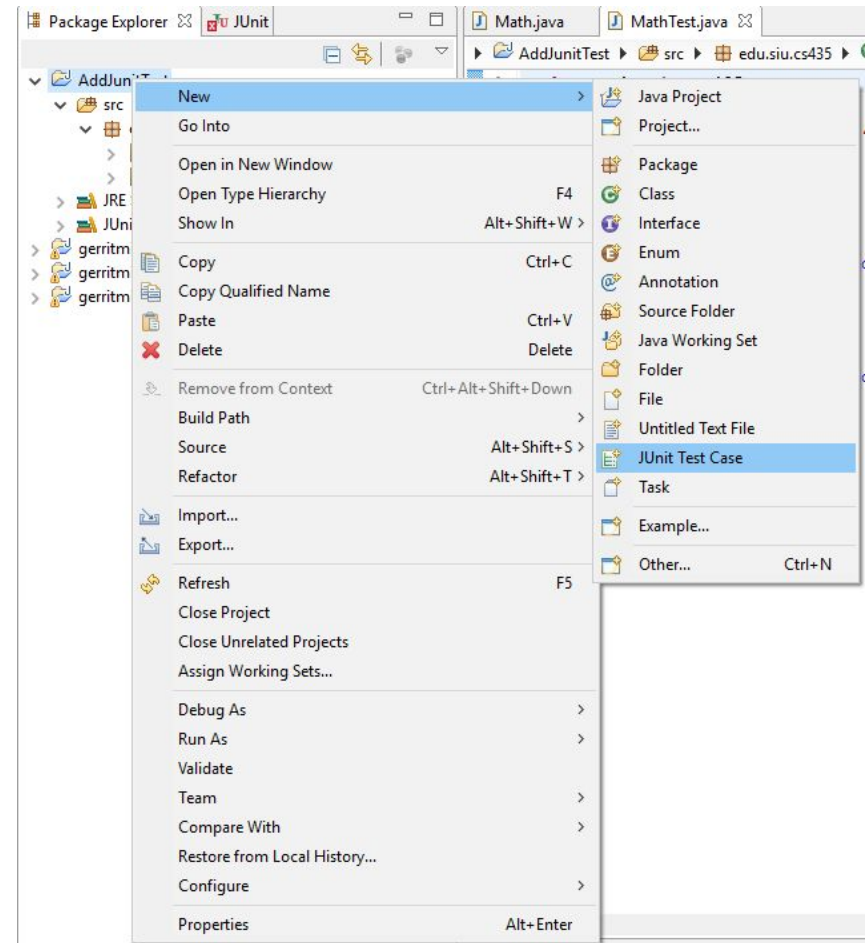 Package Explorer JUnit Math.java MathTest.java
AddJunitTest src edu.siu.cs435
AddJunitTest
src
JRE
JUni
gerritm
gerritm
gerritm
New
Go Into
Open in New Window
Open Type Hierarchy F4
Show In Alt+Shift+W >
Copy Ctrl+C
Copy Qualified Name
Paste Ctrl+V
Delete Delete
Remove from Context Ctrl+Alt+Shift+Down
Build Path >
Source Alt+Shift+S >
Refactor Alt+Shift+T >
Import...
Export...
Refresh F5
Close Project
Close Unrelated Projects
Assign Working Sets...
Debug As >
Run As >
Validate
Team >
Compare With >
Restore from Local History...
Configure >
Properties Alt+Enter
Java Project
Project...
Package
Class
Interface
Enum
Annotation
Source Folder
Java Working Set
Folder
File
Untitled Text File
JUnit Test Case
Task
Example...
Other... Ctrl+N